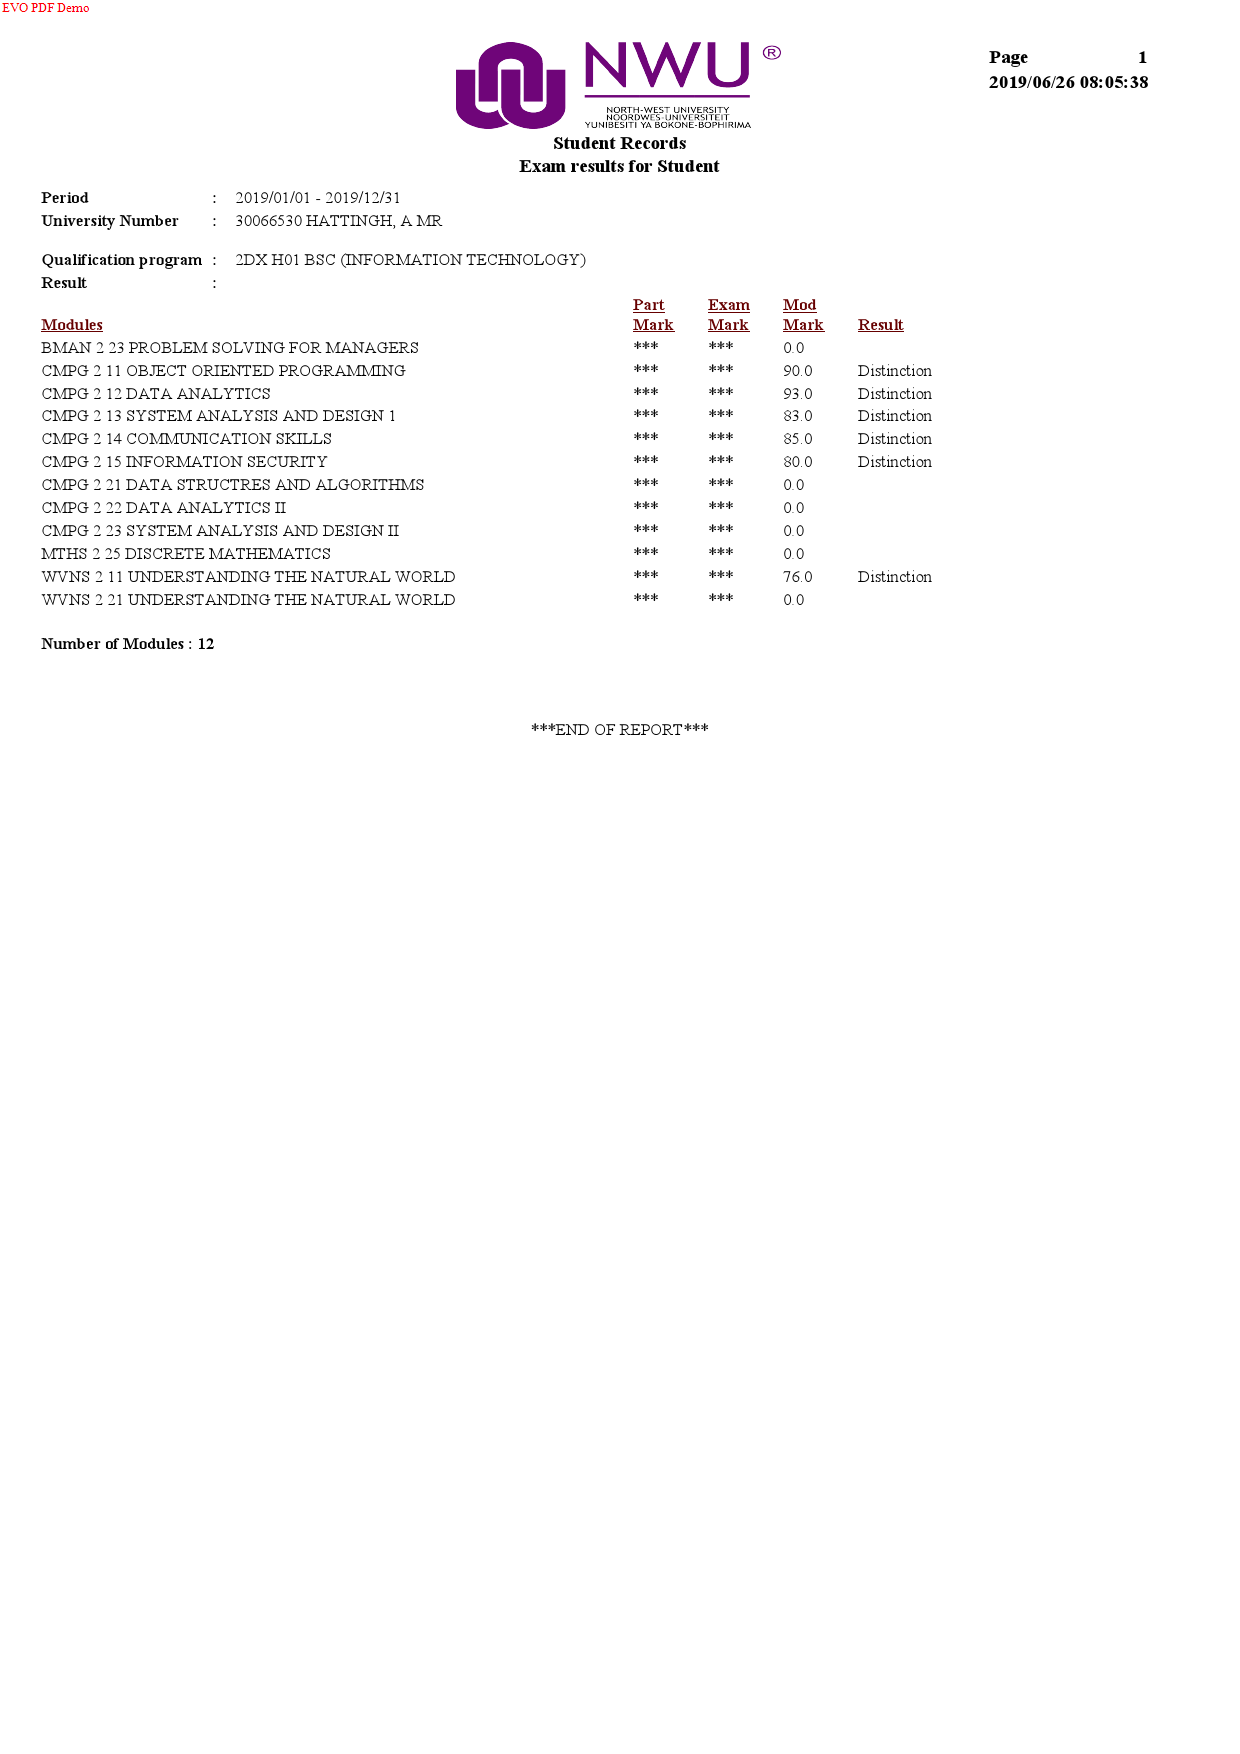 EVO PDF Demo
NWU ®
NORTH-WEST UNIVERSITY
NOORDWES-UNIVERSITEIT
YUNIBESITI YA BOKONE-BOPHIRIMA
Page 1
2019/06/26 08:05:38
Student Records
Exam results for Student
Period : 2019/01/01 - 2019/12/31
University Number : 30066530 HATTINGH, A MR
Qualification program : 2DX H01 BSC (INFORMATION TECHNOLOGY)
Result :
Part Exam Mod
Modules Mark Mark Mark Result
BMAN 2 23 PROBLEM SOLVING FOR MANAGERS *** *** 0.0
CMPG 2 11 OBJECT ORIENTED PROGRAMMING *** *** 90.0 Distinction
CMPG 2 12 DATA ANALYTICS *** *** 93.0 Distinction
CMPG 2 13 SYSTEM ANALYSIS AND DESIGN 1 *** *** 83.0 Distinction
CMPG 2 14 COMMUNICATION SKILLS *** *** 85.0 Distinction
CMPG 2 15 INFORMATION SECURITY *** *** 80.0 Distinction
CMPG 2 21 DATA STRUCTRES AND ALGORITHMS *** *** 0.0
CMPG 2 22 DATA ANALYTICS II *** *** 0.0
CMPG 2 23 SYSTEM ANALYSIS AND DESIGN II *** *** 0.0
MTHS 2 25 DISCRETE MATHEMATICS *** *** 0.0
WVNS 2 11 UNDERSTANDING THE NATURAL WORLD *** *** 76.0 Distinction
WVNS 2 21 UNDERSTANDING THE NATURAL WORLD *** *** 0.0
Number of Modules : 12
***END OF REPORT***